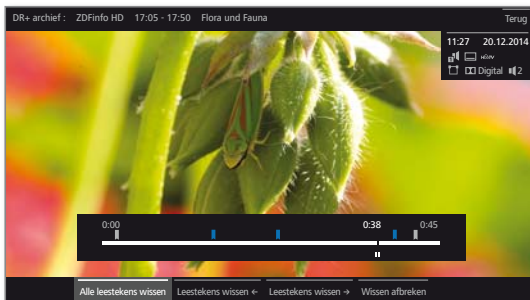 DR+ archief : ZDFinfo HD 17:05 - 17:50 Flora und Fauna Terug
11:27 20.12.2014
Digital 2
0:00 0:38 0:45
Alle leestekens wissen Leestekens wissen ← Leestekens wissen → Wissen afbreken